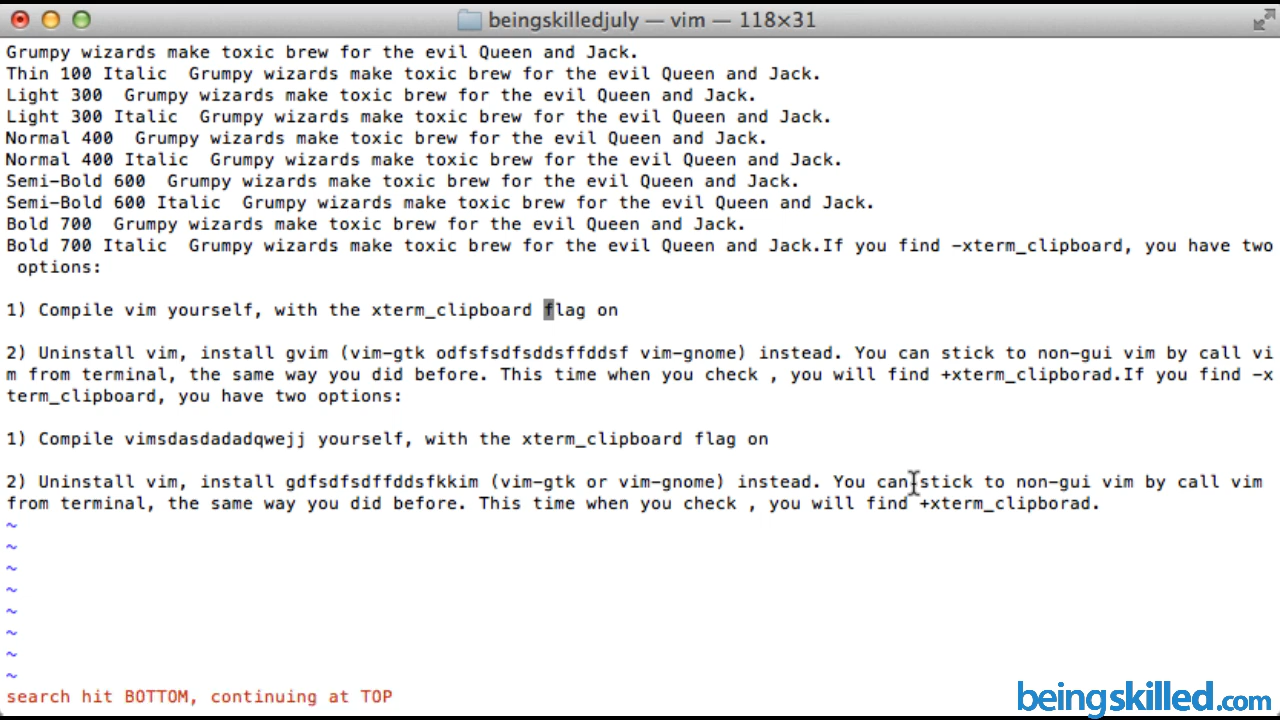 beingskilledjuly — vim — 118×31
Grumpy wizards make toxic brew for the evil Queen and Jack.
Thin 100 Italic  Grumpy wizards make toxic brew for the evil Queen and Jack.
Light 300  Grumpy wizards make toxic brew for the evil Queen and Jack.
Light 300 Italic  Grumpy wizards make toxic brew for the evil Queen and Jack.
Normal 400  Grumpy wizards make toxic brew for the evil Queen and Jack.
Normal 400 Italic  Grumpy wizards make toxic brew for the evil Queen and Jack.
Semi-Bold 600  Grumpy wizards make toxic brew for the evil Queen and Jack.
Semi-Bold 600 Italic  Grumpy wizards make toxic brew for the evil Queen and Jack.
Bold 700  Grumpy wizards make toxic brew for the evil Queen and Jack.
Bold 700 Italic  Grumpy wizards make toxic brew for the evil Queen and Jack.If you find -xterm_clipboard, you have two
 options:
1) Compile vim yourself, with the xterm_clipboard flag on
2) Uninstall vim, install gvim (vim-gtk odfsfsdfsddsffddsf vim-gnome) instead. You can stick to non-gui vim by call vi
m from terminal, the same way you did before. This time when you check , you will find +xterm_clipborad.If you find -x
term_clipboard, you have two options:
1) Compile vimsdasdadadqwejj yourself, with the xterm_clipboard flag on
2) Uninstall vim, install gdfsdfsdffddsfkkim (vim-gtk or vim-gnome) instead. You can stick to non-gui vim by call vim
from terminal, the same way you did before. This time when you check , you will find +xterm_clipborad.
~
~
~
~
~
~
~
~
search hit BOTTOM, continuing at TOP
beingskilled.com